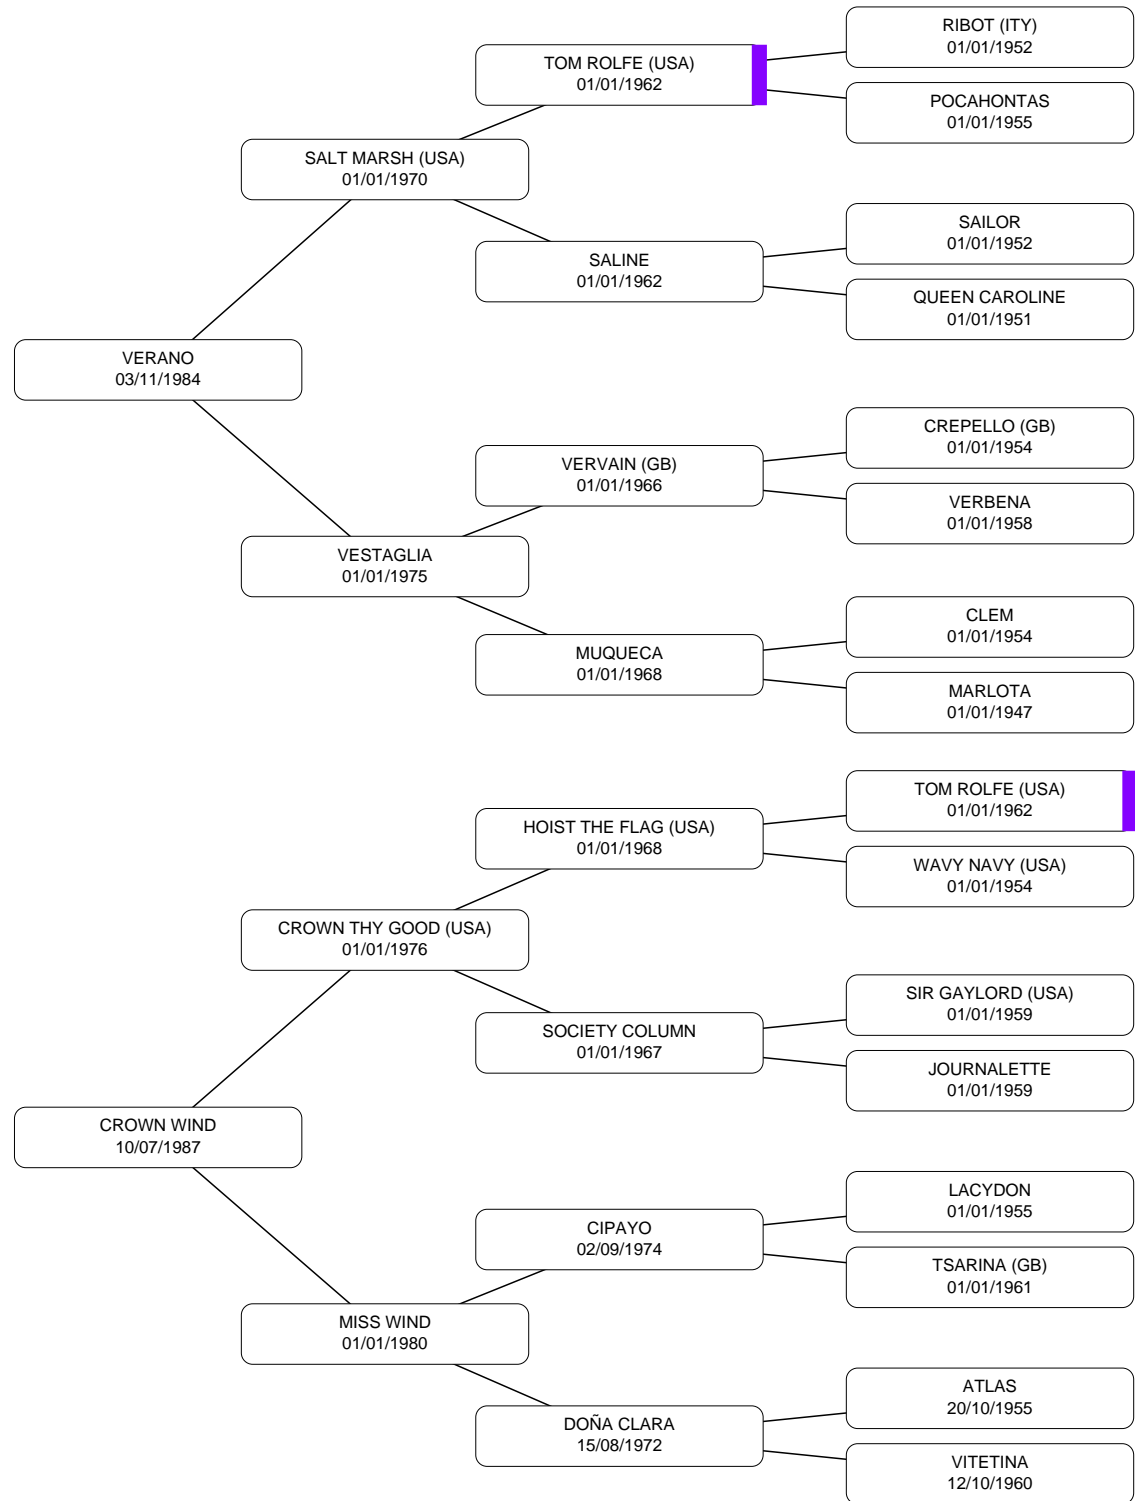 RIBOT (ITY)
01/01/1952
TOM ROLFE (USA)
01/01/1962
POCAHONTAS
01/01/1955
SALT MARSH (USA)
01/01/1970
SAILOR
01/01/1952
SALINE
01/01/1962
QUEEN CAROLINE
01/01/1951
VERANO
03/11/1984
CREPELLO (GB)
01/01/1954
VERVAIN (GB)
01/01/1966
VERBENA
01/01/1958
VESTAGLIA
01/01/1975
CLEM
01/01/1954
MUQUECA
01/01/1968
MARLOTA
01/01/1947
TOM ROLFE (USA)
01/01/1962
HOIST THE FLAG (USA)
01/01/1968
WAVY NAVY (USA)
01/01/1954
CROWN THY GOOD (USA)
01/01/1976
SIR GAYLORD (USA)
01/01/1959
SOCIETY COLUMN
01/01/1967
JOURNALETTE
01/01/1959
CROWN WIND
10/07/1987
LACYDON
01/01/1955
CIPAYO
02/09/1974
TSARINA (GB)
01/01/1961
MISS WIND
01/01/1980
ATLAS
20/10/1955
DOÑA CLARA
15/08/1972
VITETINA
12/10/1960